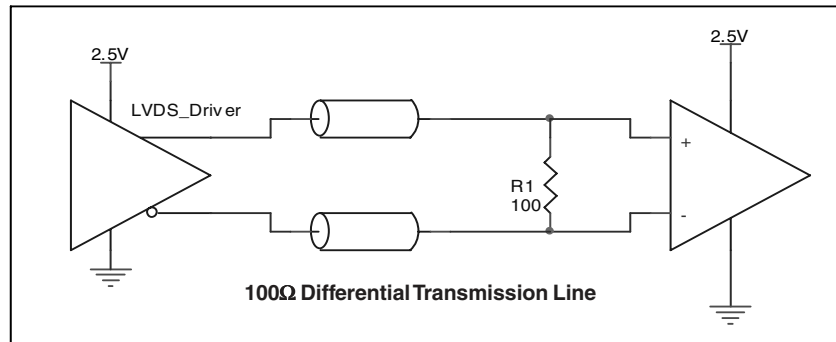 2.5V
2.5V
LVDS_Driver
+
R1
100
-
100Ω Differential Transmission Line